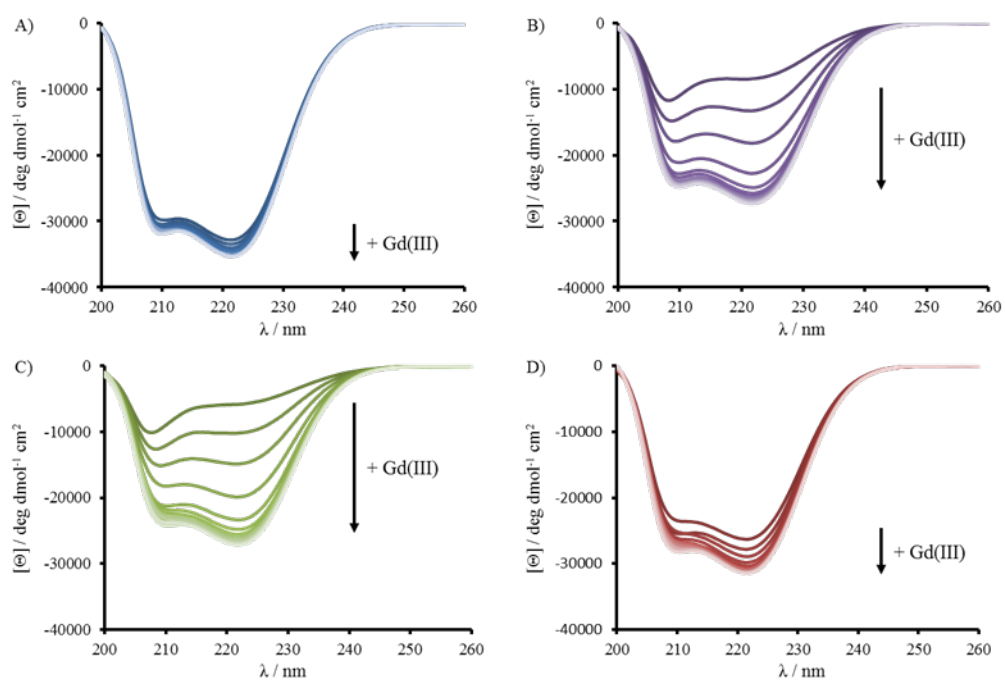 A)
0
-10000
-20000
-30000
-40000
[Θ] / deg dmol⁻¹ cm²
200 210 220 230 240 250 260
λ / nm
+ Gd(III)
B)
0
-10000
-20000
-30000
-40000
[Θ] / deg dmol⁻¹ cm²
200 210 220 230 240 250 260
λ / nm
+ Gd(III)
C)
0
-10000
-20000
-30000
-40000
[Θ] / deg dmol⁻¹ cm²
200 210 220 230 240 250 260
λ / nm
+ Gd(III)
D)
0
-10000
-20000
-30000
-40000
[Θ] / deg dmol⁻¹ cm²
200 210 220 230 240 250 260
λ / nm
+ Gd(III)